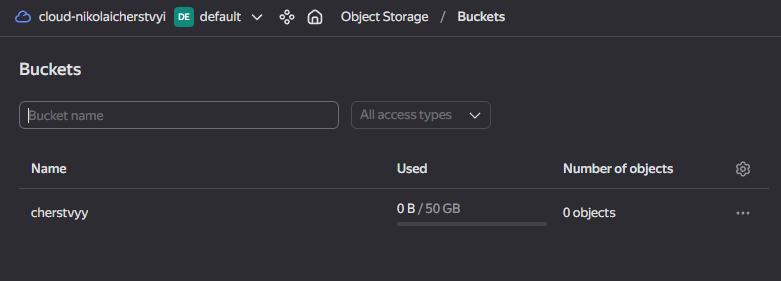 cloud-nikolaicherstvyi DE default Object Storage / Buckets
Buckets
Bucket name All access types
Name Used Number of objects
cherstvyy 0 B / 50 GB 0 objects